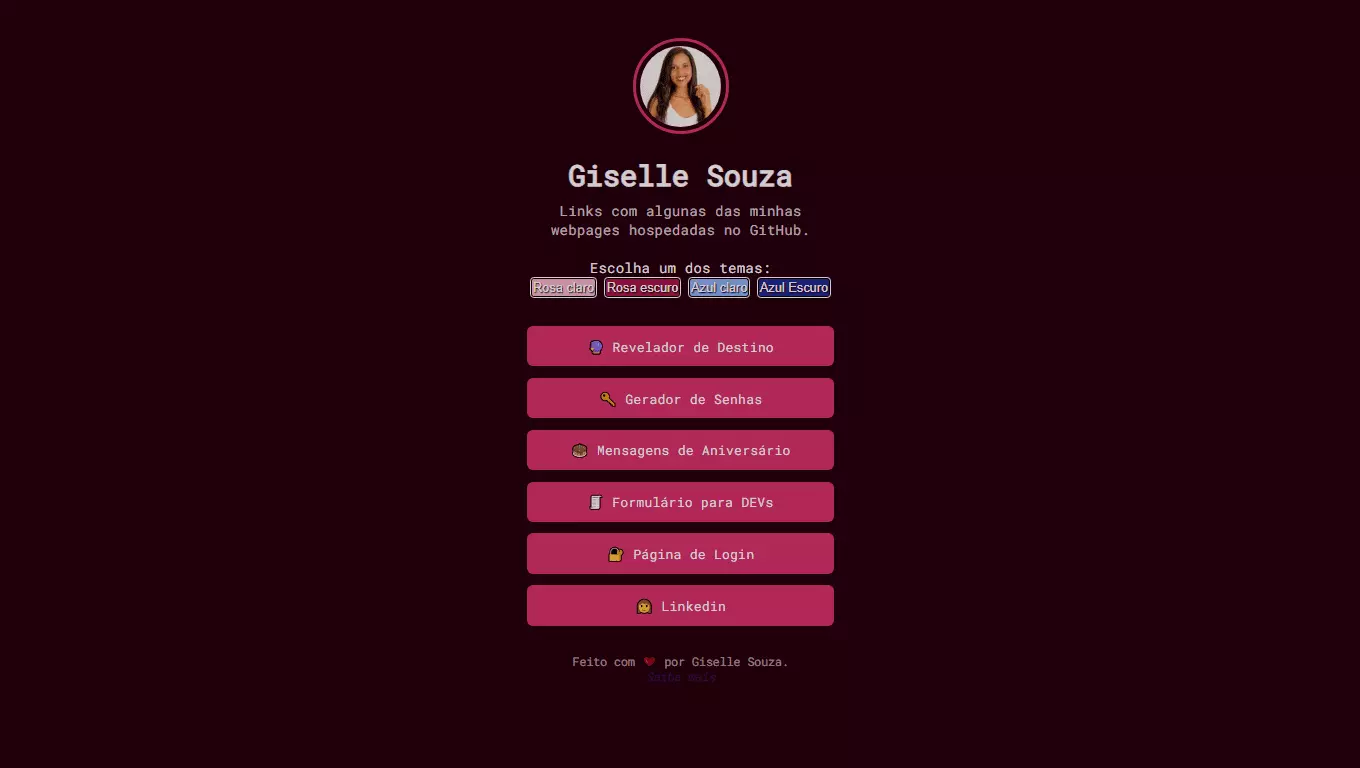 Giselle Souza
Links com algunas das minhas
webpages hospedadas no GitHub.
Escolha um dos temas:
Rosa claro Rosa escuro Azul claro Azul Escuro
Revelador de Destino
Gerador de Senhas
Mensagens de Aniversário
Formulário para DEVs
Página de Login
Linkedin
Feito com por Giselle Souza.
Saiba mais